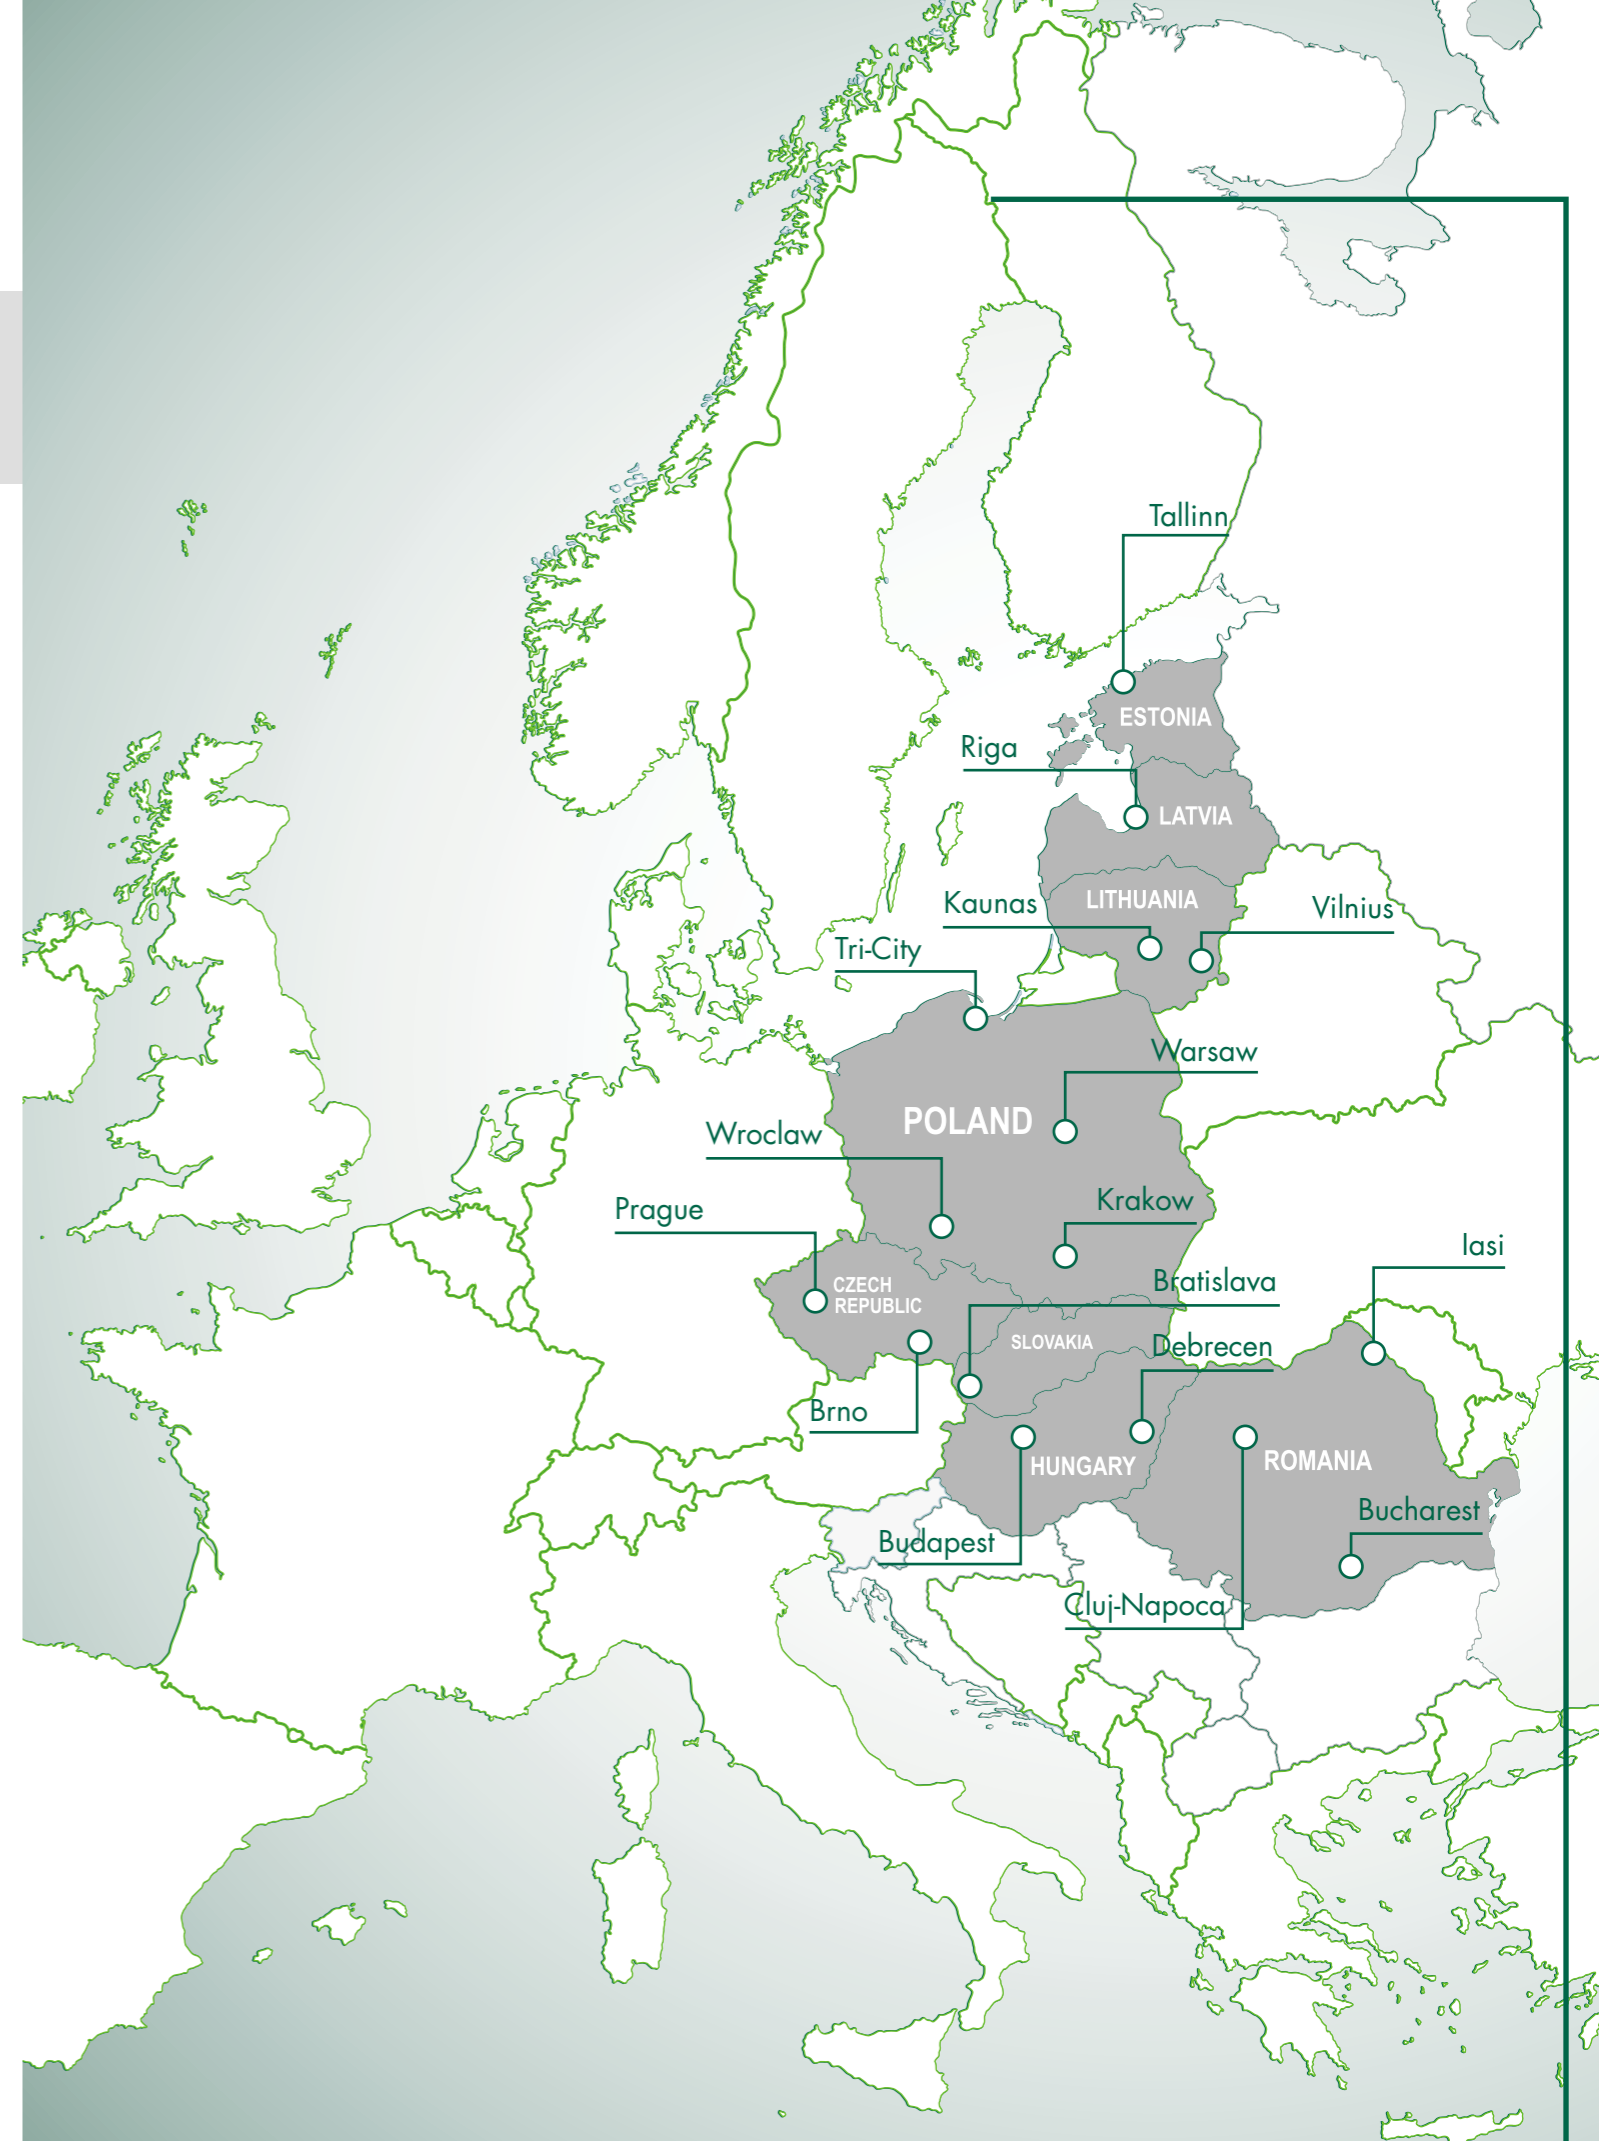 Tallinn
ESTONIA
Riga
LATVIA
LITHUANIA
Kaunas
Vilnius
Tri-City
Warsaw
POLAND
Wroclaw
Krakow
Prague
Iasi
CZECH
REPUBLIC
Bratislava
SLOVAKIA
Debrecen
Brno
HUNGARY
ROMANIA
Bucharest
Budapest
Cluj-Napoca